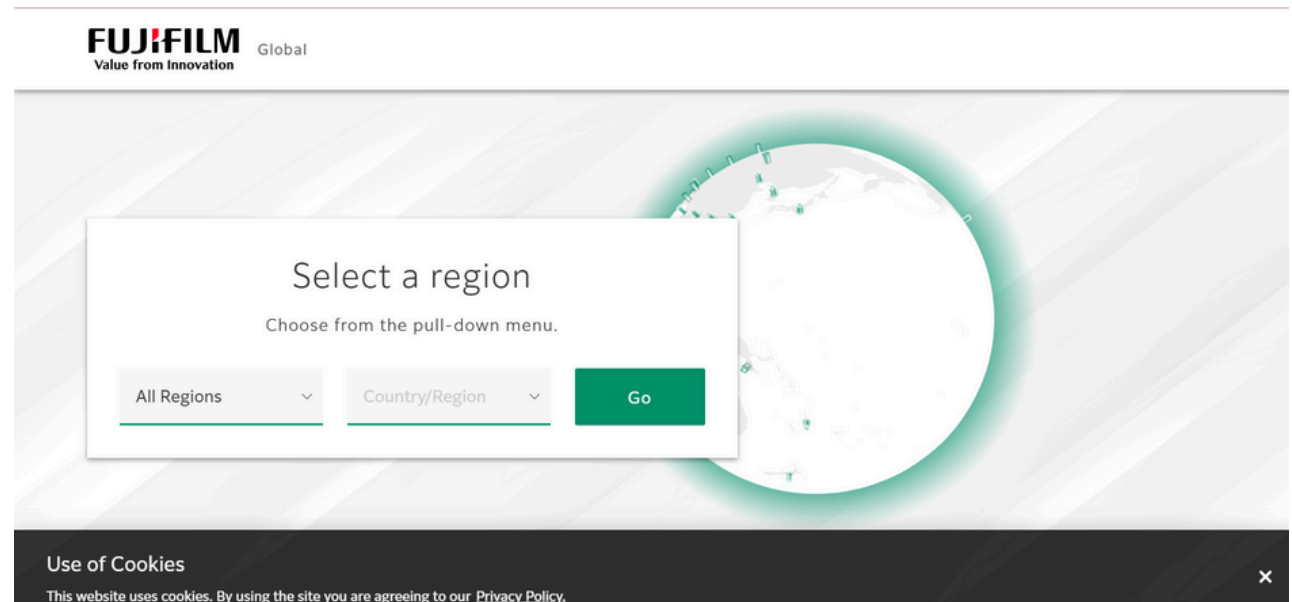 FUJIFILM
Value from Innovation
Global
Select a region
Choose from the pull-down menu.
All Regions
Country/Region
Go
Use of Cookies
This website uses cookies. By using the site you are agreeing to our Privacy Policy.